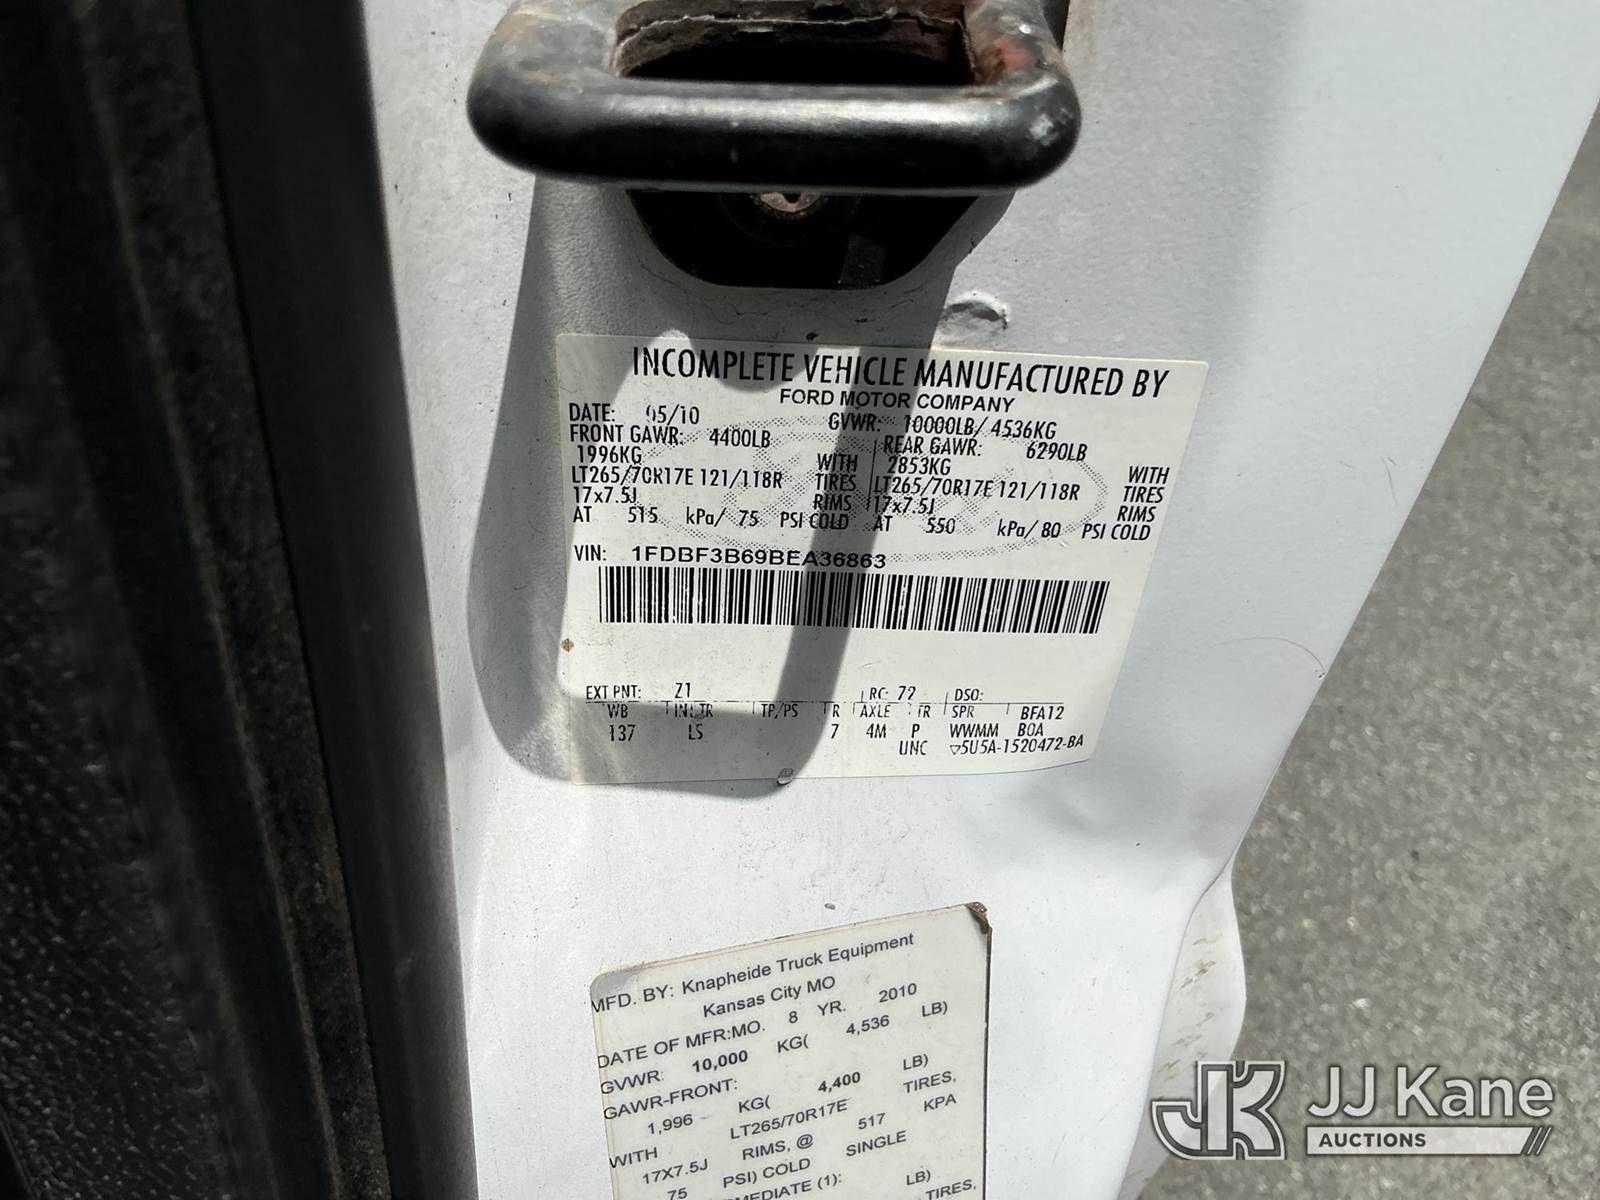 INCOMPLETE VEHICLE MANUFACTURED BY
FORD MOTOR COMPANY
DATE: 05/10 GVWR: 10000LB/ 4536KG
FRONT GAWR: 4400LB REAR GAWR: 6290LB
1996KG WITH 2853KG WITH
LT265/70R17E 121/118R TIRES LT265/70R17E 121/118R TIRES
17x7.5J RIMS 17x7.5J RIMS
AT 515 kPa/ 75 PSI COLD AT 550 kPa/ 80 PSI COLD
VIN: 1FDBF3B69BEA36863
EXT PNT: Z1 RC: 72 DSO:
WB INT TR TP/PS R AXLE TR SPR BFA12
137 LS 7 4M P WWMM B0A
UNC ▽5U5A-1520472-BA
MFD. BY: Knapheide Truck Equipment
Kansas City MO
DATE OF MFR:MO. 8 YR. 2010
GVWR: 10,000 KG( 4,536 LB)
GAWR-FRONT:
1,996 KG( 4,400 LB)
WITH LT265/70R17E TIRES,
17X7.5J RIMS, @ 517 KPA
75 PSI) COLD SINGLE
MEDIATE (1): LB)
TIRES,
JK JJ Kane
AUCTIONS